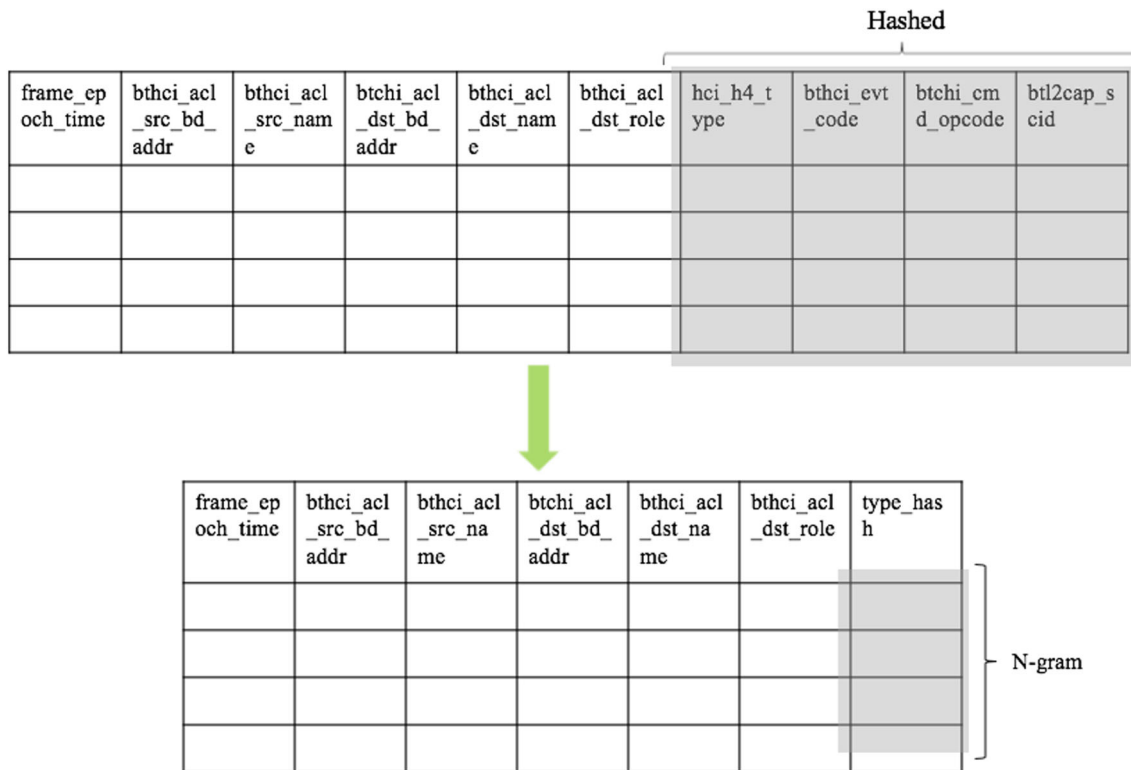 Hashed
frame_ep
och_time
bthci_acl
_src_bd_
addr
bthci_acl
_src_nam
e
btchi_acl
_dst_bd_
addr
bthci_acl
_dst_nam
e
bthci_acl
_dst_role
hci_h4_t
ype
bthci_evt
_code
btchi_cm
d_opcode
btl2cap_s
cid
frame_ep
och_time
bthci_acl
_src_bd_
addr
bthci_acl
_src_na
me
btchi_acl
_dst_bd_
addr
bthci_acl
_dst_na
me
bthci_acl
_dst_role
type_has
h
N-gram